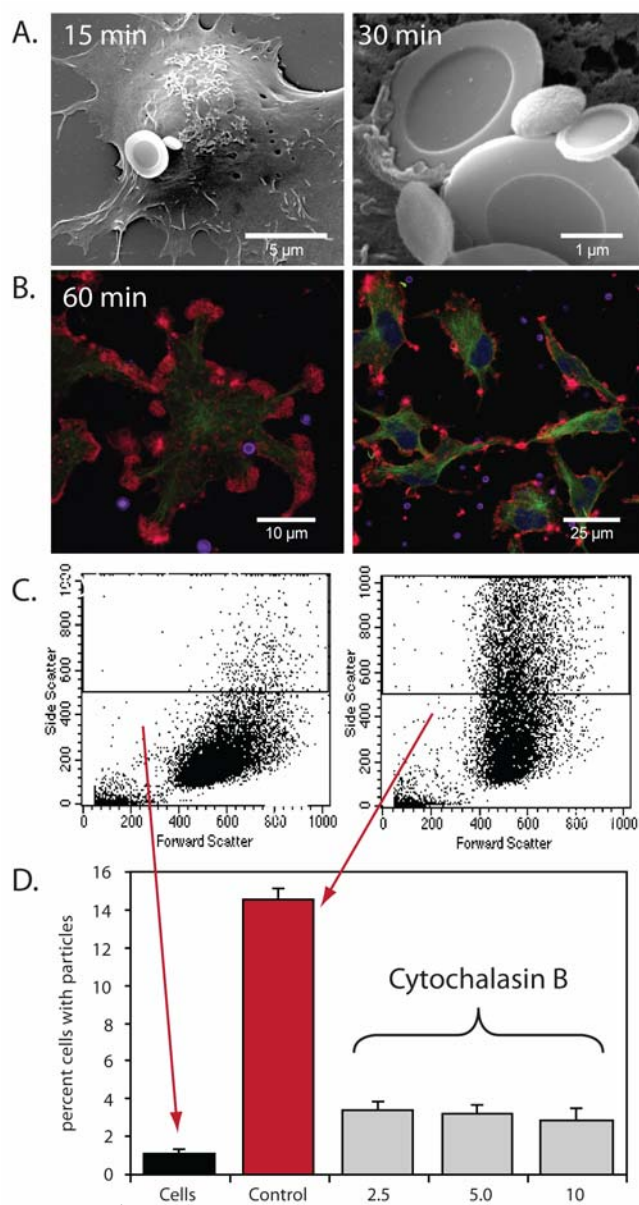 A.
15 min
5 µm
30 min
1 µm
B.
60 min
10 µm
25 µm
C.
Side Scatter
0 200 400 600 800 1000
0 200 400 600 800 1000
Forward Scatter
Side Scatter
0 200 400 600 800 1000
0 200 400 600 800 1000
Forward Scatter
D.
percent cells with particles
16
14
12
10
8
6
4
2
0
Cytochalasin B
Cells Control 2.5 5.0 10